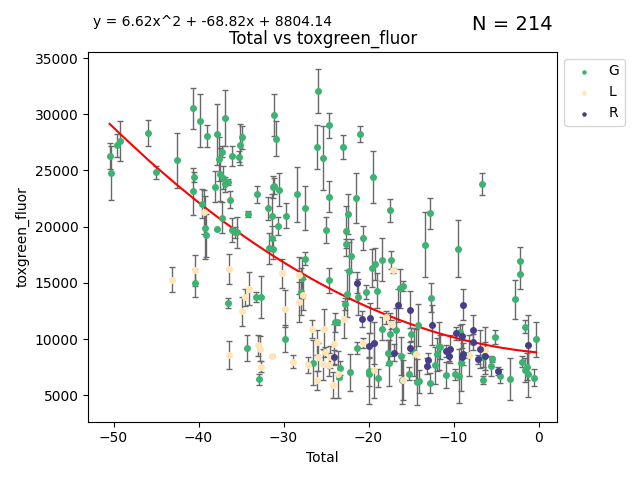 y = 6.62x^2 + -68.82x + 8804.14
N = 214
Total vs toxgreen_fluor
35000
30000
25000
20000
15000
10000
5000
toxgreen_fluor
−50 −40 −30 −20 −10 0
Total
G
L
R